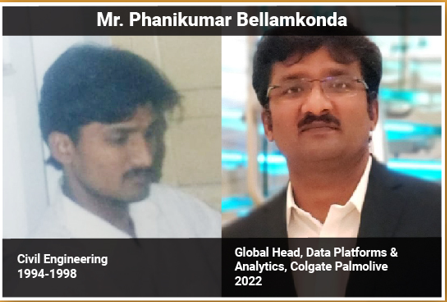 Mr. Phanikumar Bellamkonda
Civil Engineering
1994-1998
Global Head, Data Platforms &
Analytics, Colgate Palmolive
2022